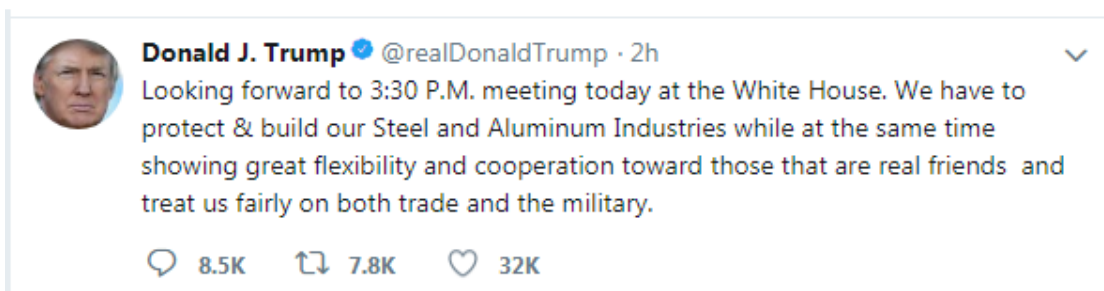 Donald J. Trump @realDonaldTrump · 2h
Looking forward to 3:30 P.M. meeting today at the White House. We have to
protect & build our Steel and Aluminum Industries while at the same time
showing great flexibility and cooperation toward those that are real friends  and
treat us fairly on both trade and the military.
8.5K 7.8K 32K